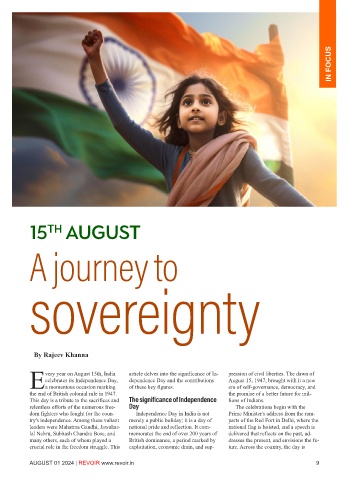 IN FOCUS
15TH AUGUST
A journey to
sovereignty
By Rajeev Khanna
Every year on August 15th, India
celebrates its Independence Day,
a momentous occasion marking
the end of British colonial rule in 1947.
This day is a tribute to the sacrifices and
relentless efforts of the numerous free-
dom fighters who fought for the coun-
try's independence. Among these valiant
leaders were Mahatma Gandhi, Jawahar-
lal Nehru, Subhash Chandra Bose, and
many others, each of whom played a
crucial role in the freedom struggle. This
article delves into the significance of In-
dependence Day and the contributions
of these key figures.
The significance of Independence
Day
Independence Day in India is not
merely a public holiday; it is a day of
national pride and reflection. It com-
memorates the end of over 200 years of
British dominance, a period marked by
exploitation, economic drain, and sup-
pression of civil liberties. The dawn of
August 15, 1947, brought with it a new
era of self-governance, democracy, and
the promise of a better future for mil-
lions of Indians.
The celebrations begin with the
Prime Minister's address from the ram-
parts of the Red Fort in Delhi, where the
national flag is hoisted, and a speech is
delivered that reflects on the past, ad-
dresses the present, and envisions the fu-
ture. Across the country, the day is
AUGUST 01 2024 | REVOIR www.revoir.in
9